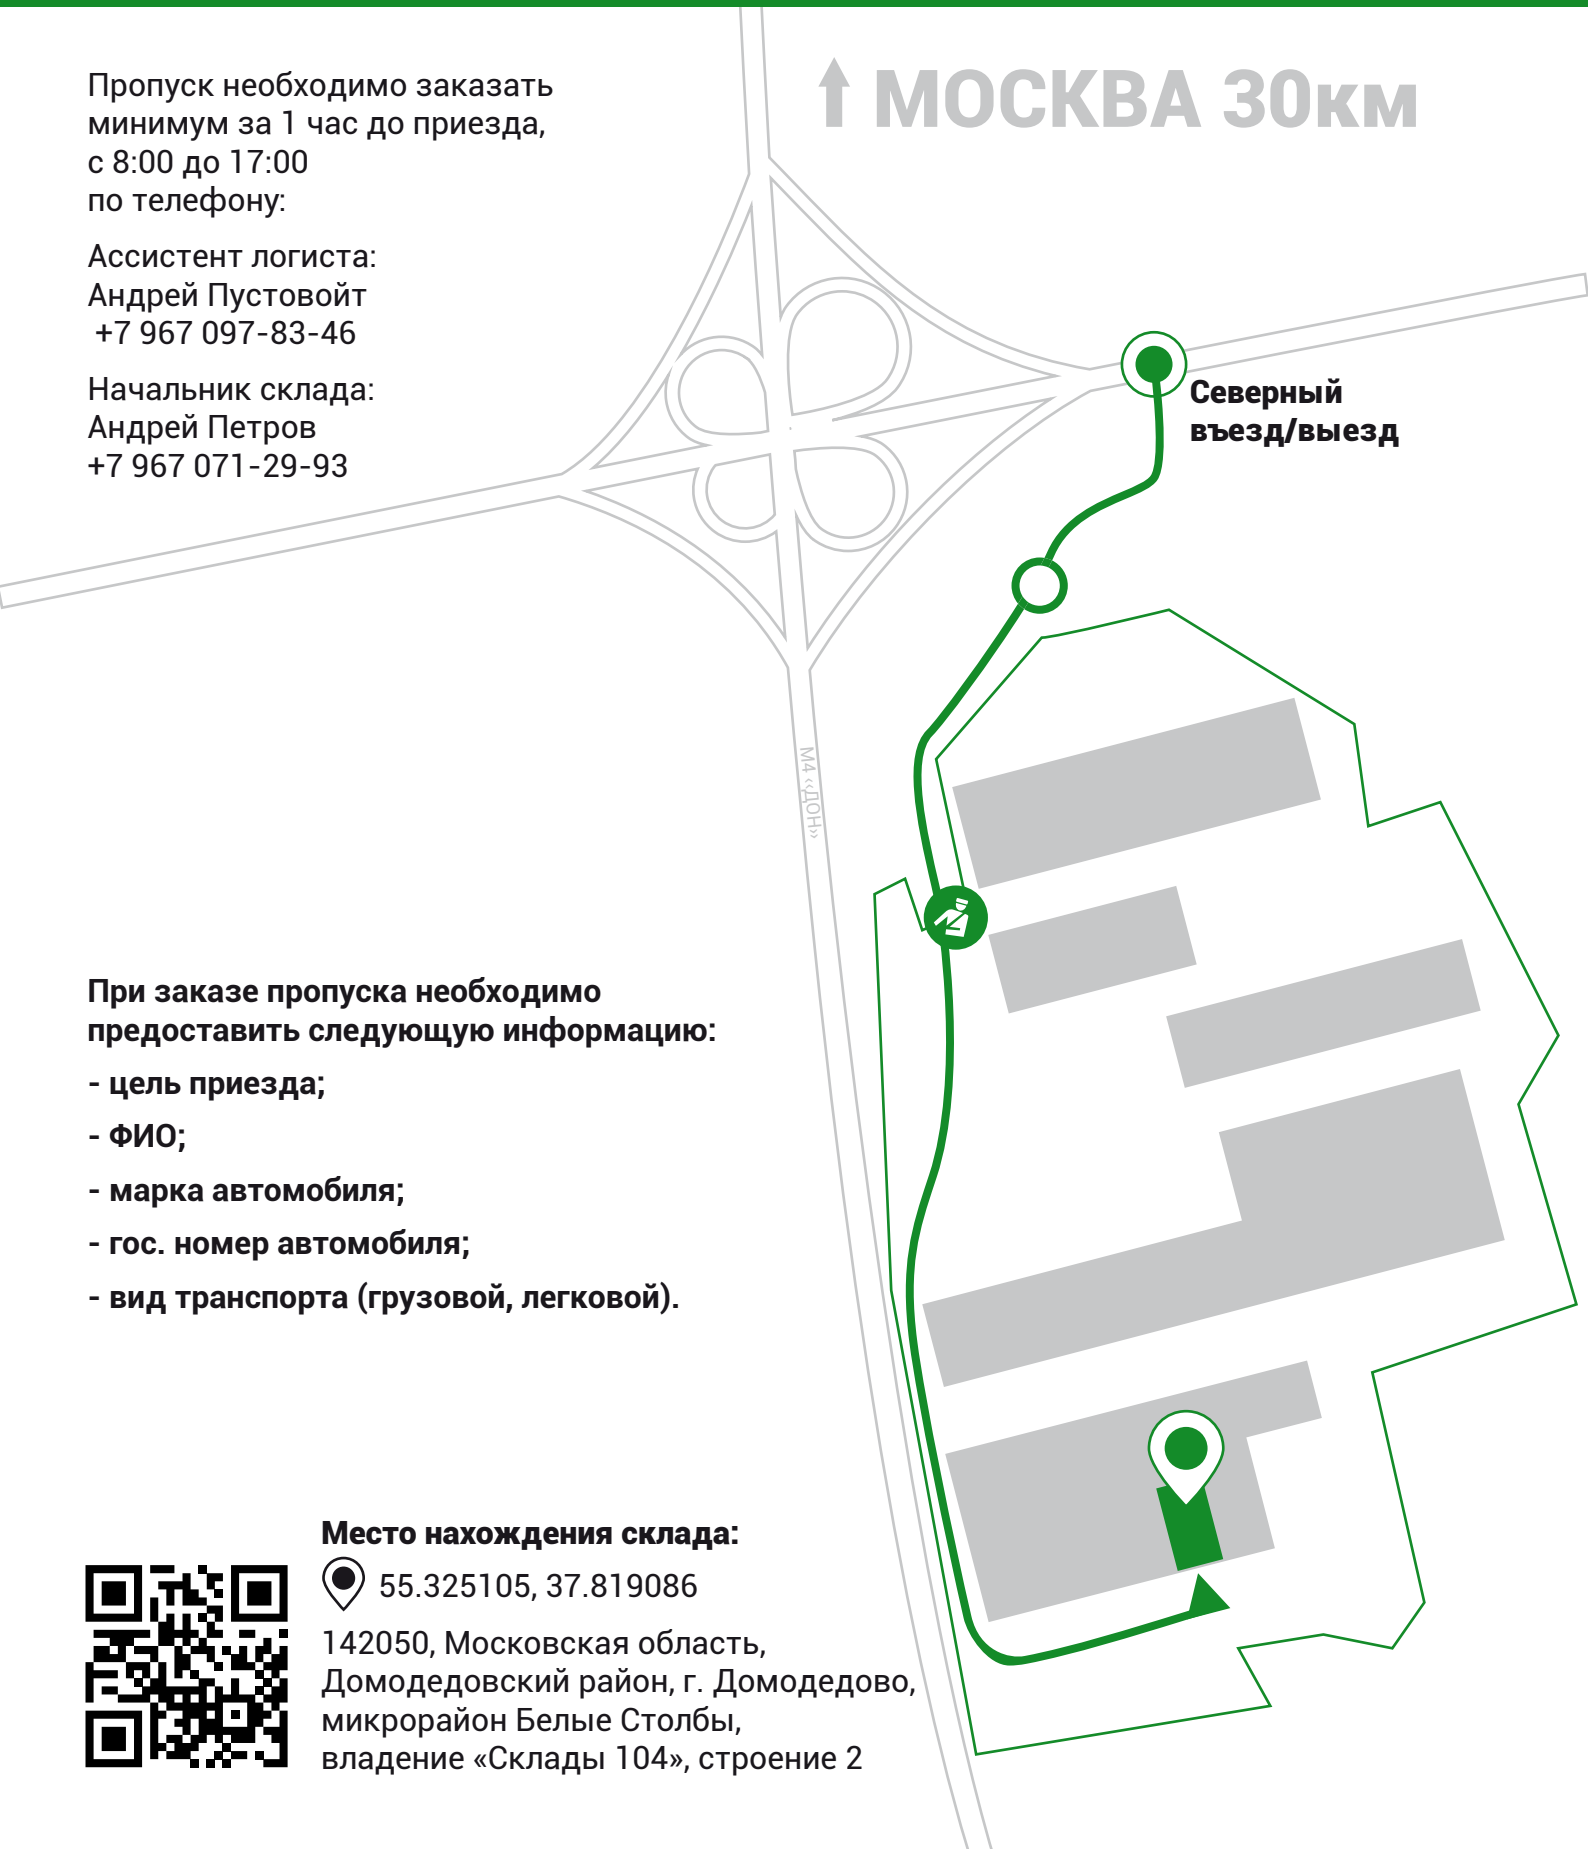 Пропуск необходимо заказать
минимум за 1 час до приезда,
с 8:00 до 17:00
по телефону:
Ассистент логиста:
Андрей Пустовойт
+7 967 097-83-46
Начальник склада:
Андрей Петров
+7 967 071-29-93
МОСКВА 30км
Северный
въезд/выезд
М4 «ДОН»
При заказе пропуска необходимо
предоставить следующую информацию:
- цель приезда;
- ФИО;
- марка автомобиля;
- гос. номер автомобиля;
- вид транспорта (грузовой, легковой).
Место нахождения склада:
55.325105, 37.819086
142050, Московская область,
Домодедовский район, г. Домодедово,
микрорайон Белые Столбы,
владение «Склады 104», строение 2